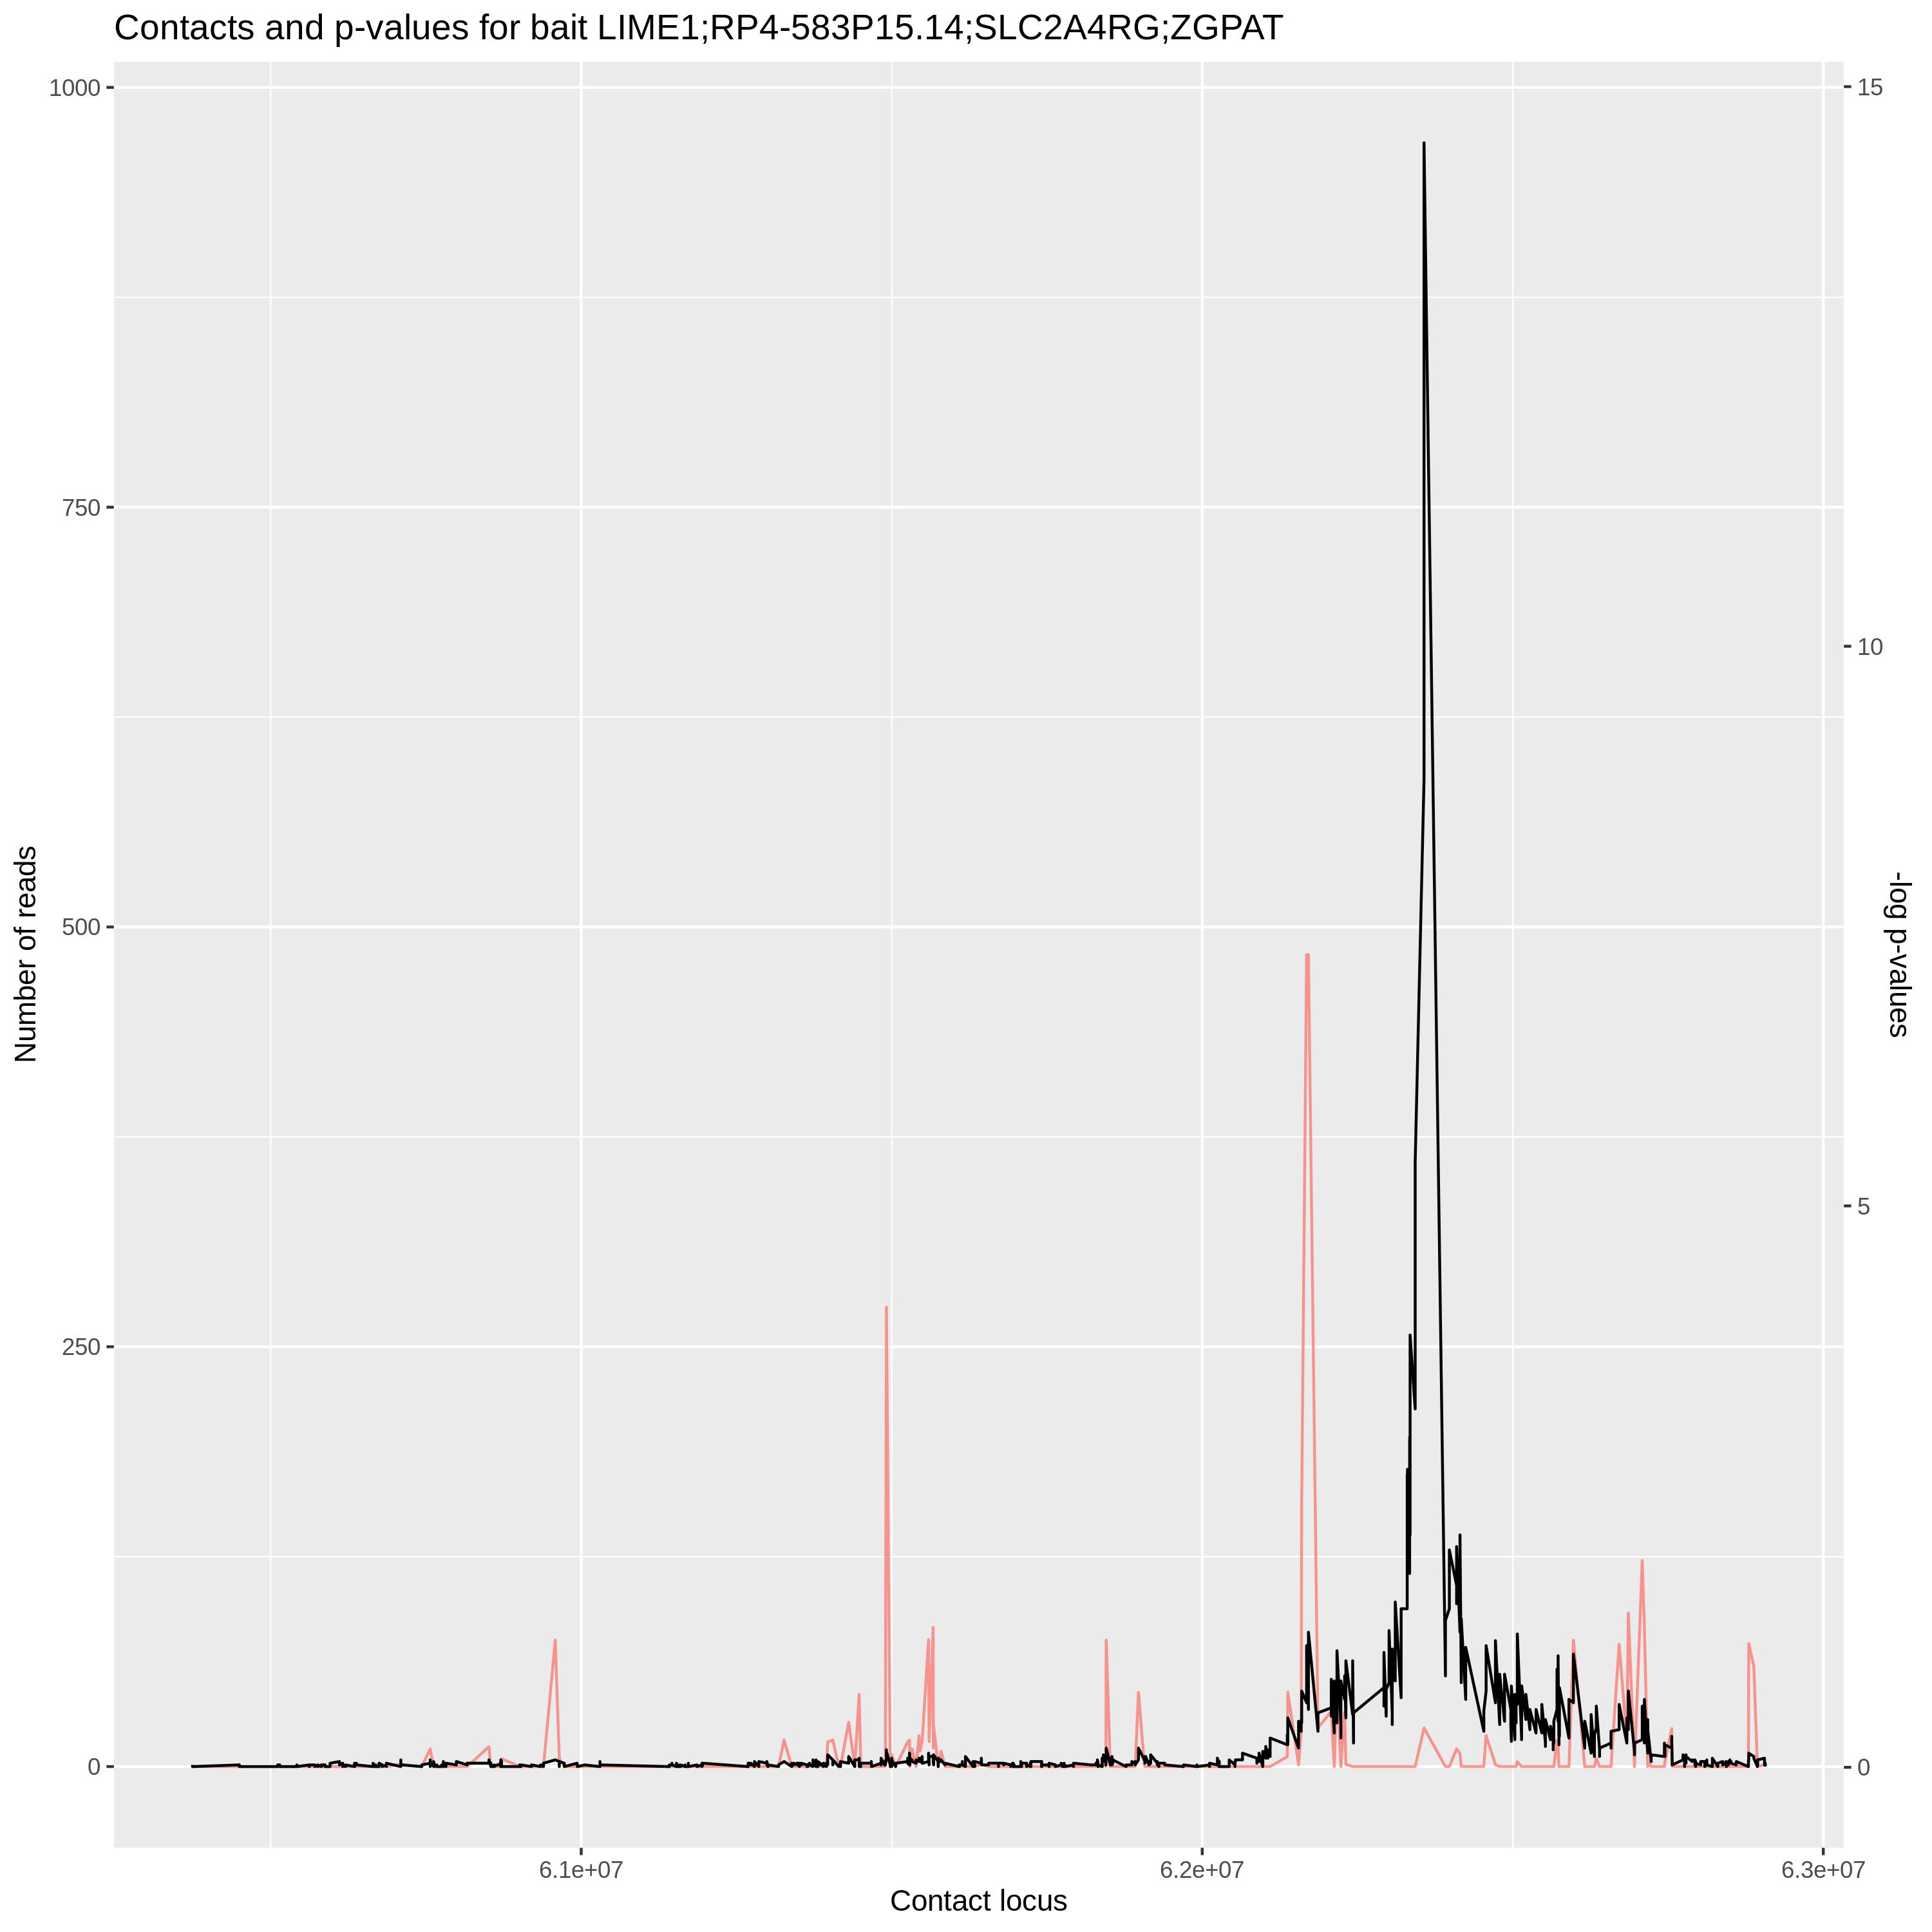 Contacts and p-values for bait LIME1;RP4-583P15.14;SLC2A4RG;ZGPAT
1000
750
500
250
0
Number of reads
15
10
5
0
-log p-values
6.1e+07
6.2e+07
6.3e+07
Contact locus